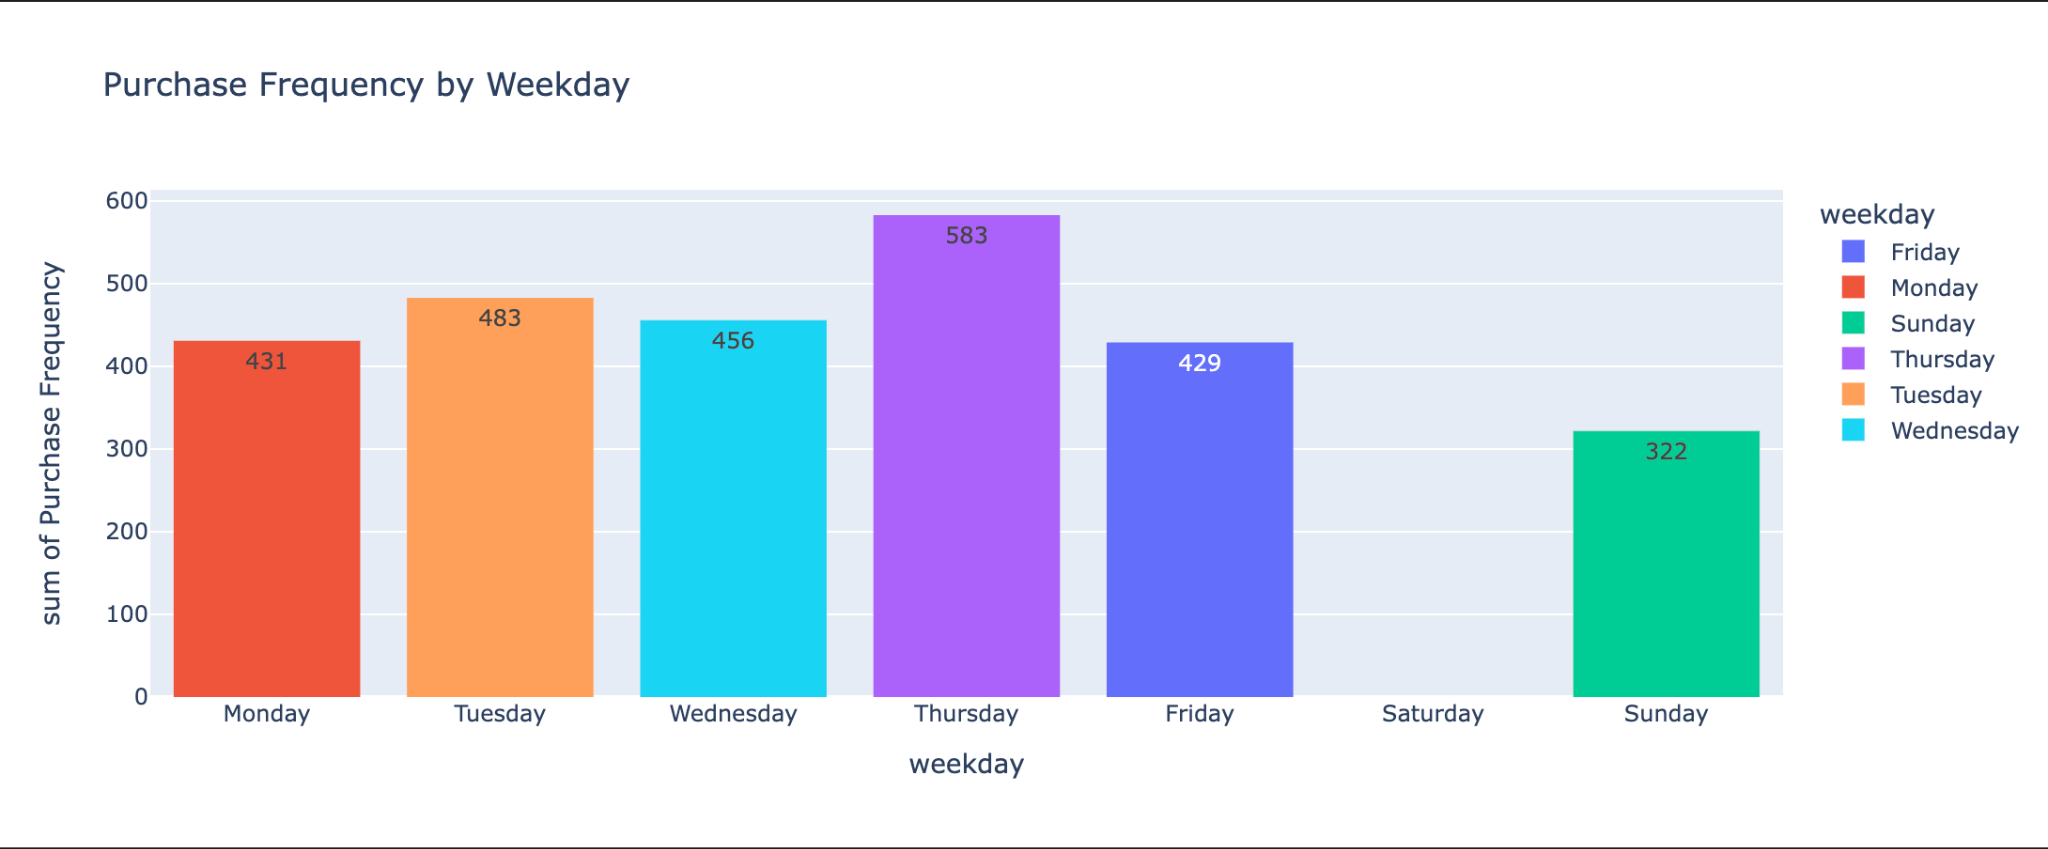 Purchase Frequency by Weekday
sum of Purchase Frequency
600
500
400
300
200
100
0
431
483
456
583
429
322
Monday
Tuesday
Wednesday
Thursday
Friday
Saturday
Sunday
weekday
weekday
Friday
Monday
Sunday
Thursday
Tuesday
Wednesday